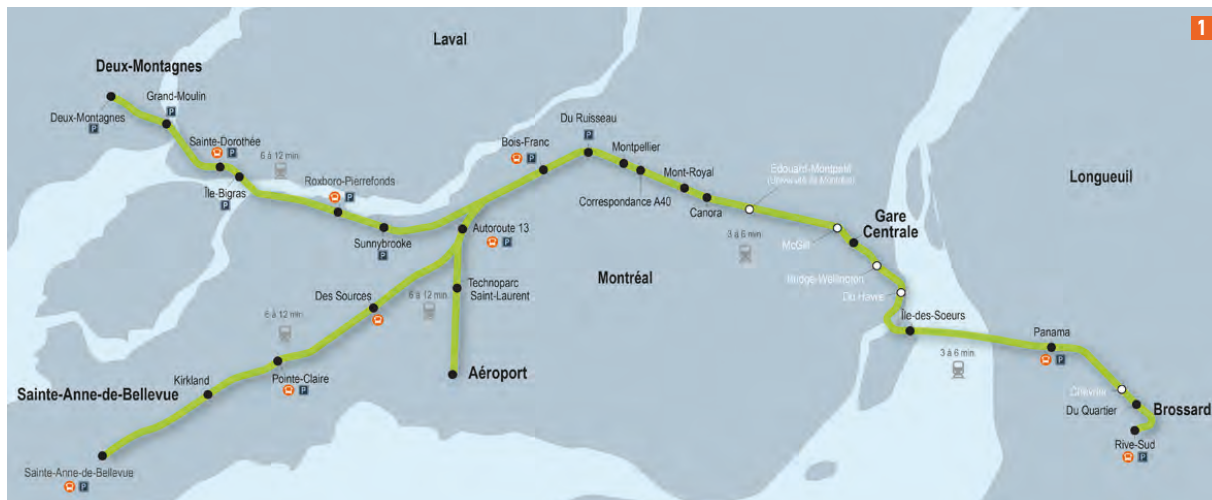 1
Laval
Deux-Montagnes
Grand-Moulin
Deux-Montagnes
P
P
Sainte-Dorothée
P
6 à 12 min.
Île-Bigras
P
Roxboro-Pierrefonds
P
Sunnybrooke
P
Bois-Franc
P
Du Ruisseau
P
Montpellier
Correspondance A40
Mont-Royal
Canora
Édouard-Montpetit
(Université de Montréal)
3 à 6 min.
McGill
Gare
Centrale
Bridge-Wellington
Du Havre
Île-des-Soeurs
Longueuil
Montréal
Autoroute 13
P
Technoparc
Saint-Laurent
6 à 12 min.
Aéroport
Des Sources
6 à 12 min.
Pointe-Claire
P
Kirkland
Sainte-Anne-de-Bellevue
Sainte-Anne-de-Bellevue
P
3 à 6 min.
Panama
P
Chevrier
Du Quartier
Brossard
Rive-Sud
P